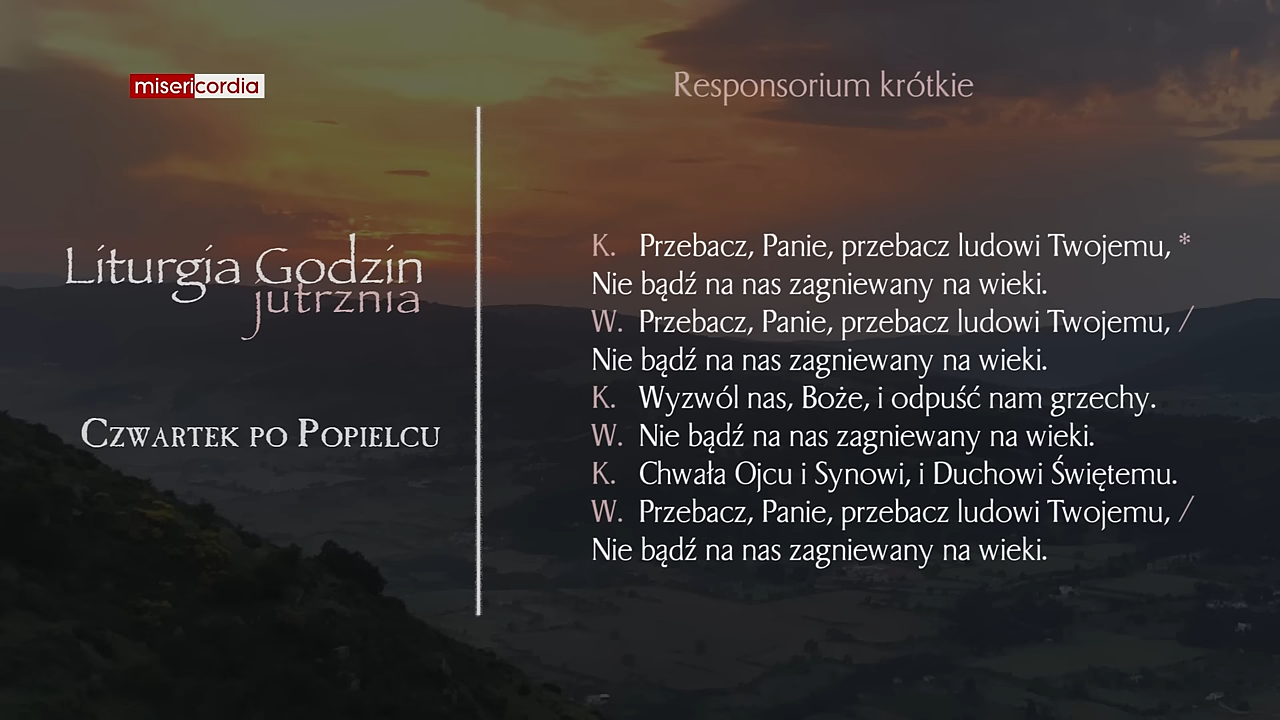 misericordia
Liturgia Godzin
jutrznia
Czwartek po Popielcu
Responsorium krótkie
K. Przebacz, Panie, przebacz ludowi Twojemu, *
Nie bądź na nas zagniewany na wieki.
W. Przebacz, Panie, przebacz ludowi Twojemu, /
Nie bądź na nas zagniewany na wieki.
K. Wyzwól nas, Boże, i odpuść nam grzechy.
W. Nie bądź na nas zagniewany na wieki.
K. Chwała Ojcu i Synowi, i Duchowi Świętemu.
W. Przebacz, Panie, przebacz ludowi Twojemu, /
Nie bądź na nas zagniewany na wieki.